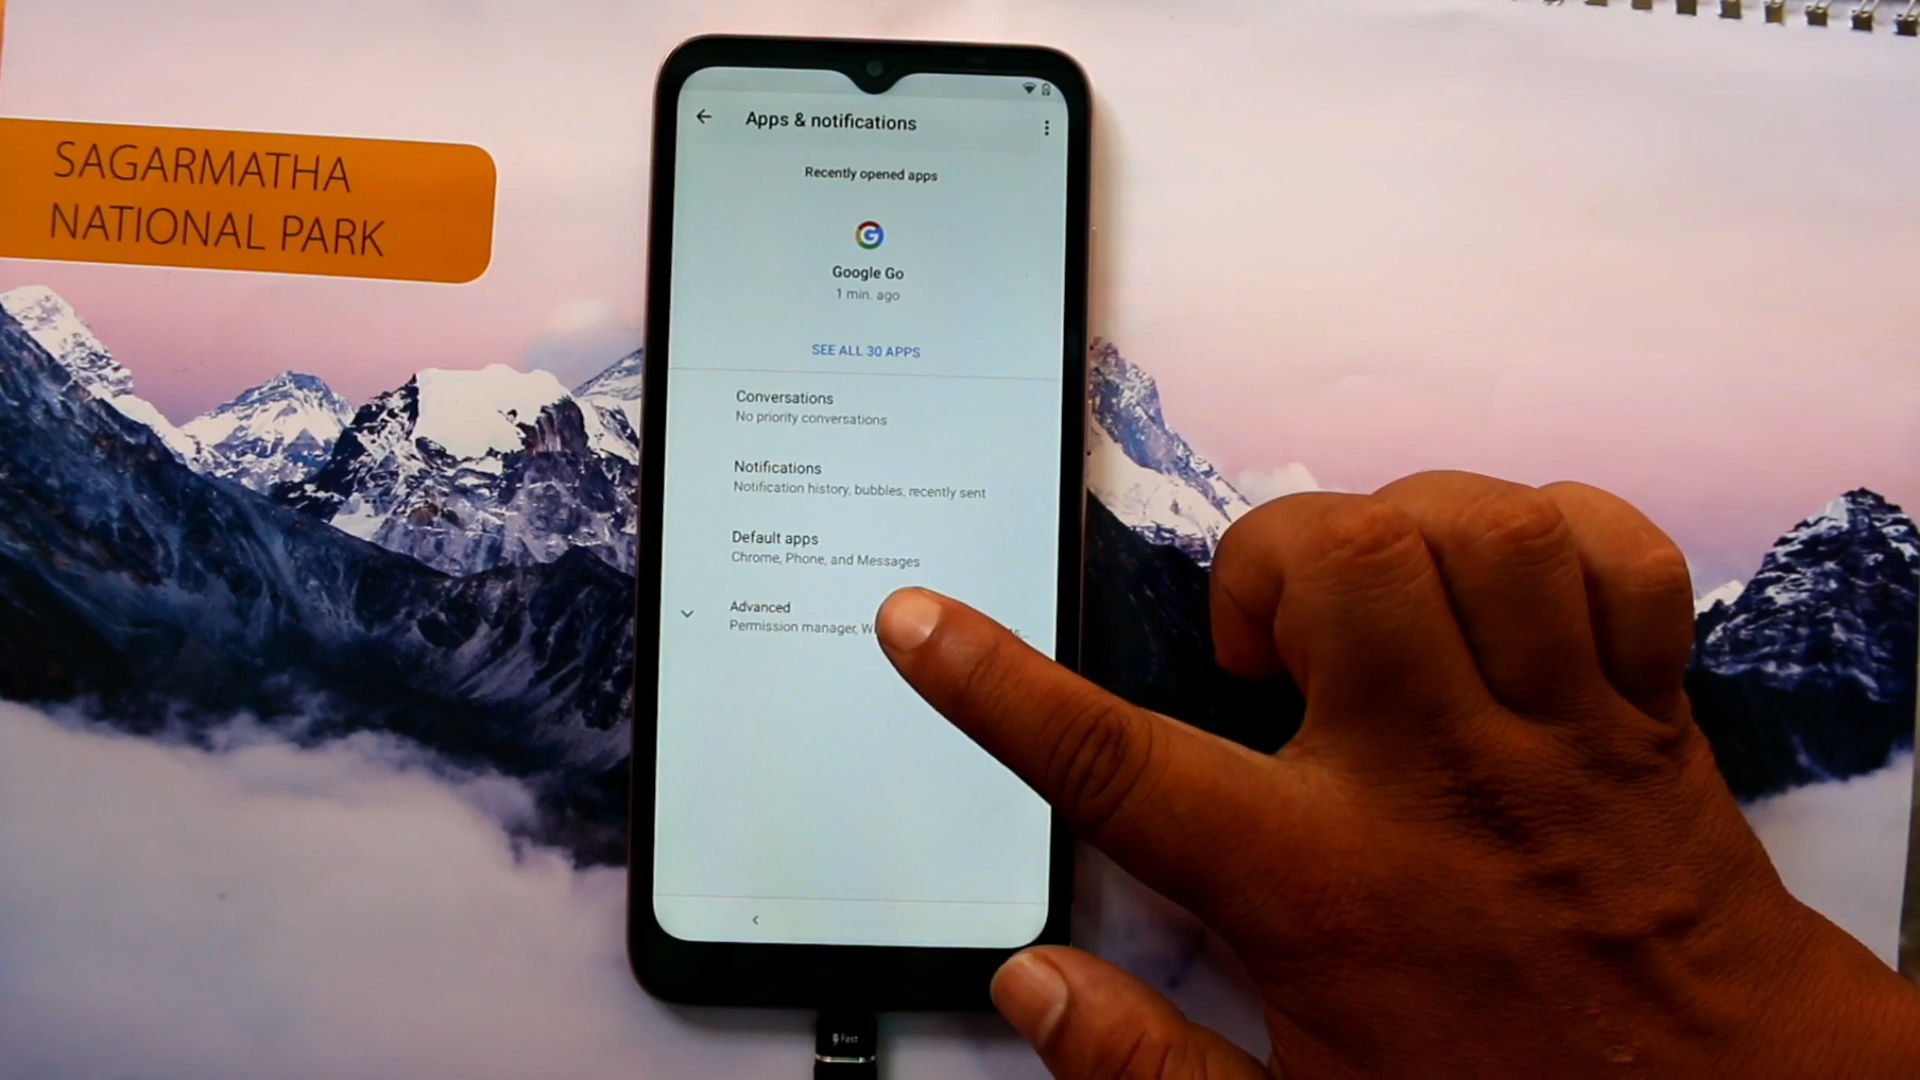 SAGARMATHA
NATIONAL PARK
Apps & notifications
Recently opened apps
Google Go
1 min. ago
SEE ALL 30 APPS
Conversations
No priority conversations
Notifications
Notification history, bubbles, recently sent
Default apps
Chrome, Phone, and Messages
Advanced
Permission manager,
Fast